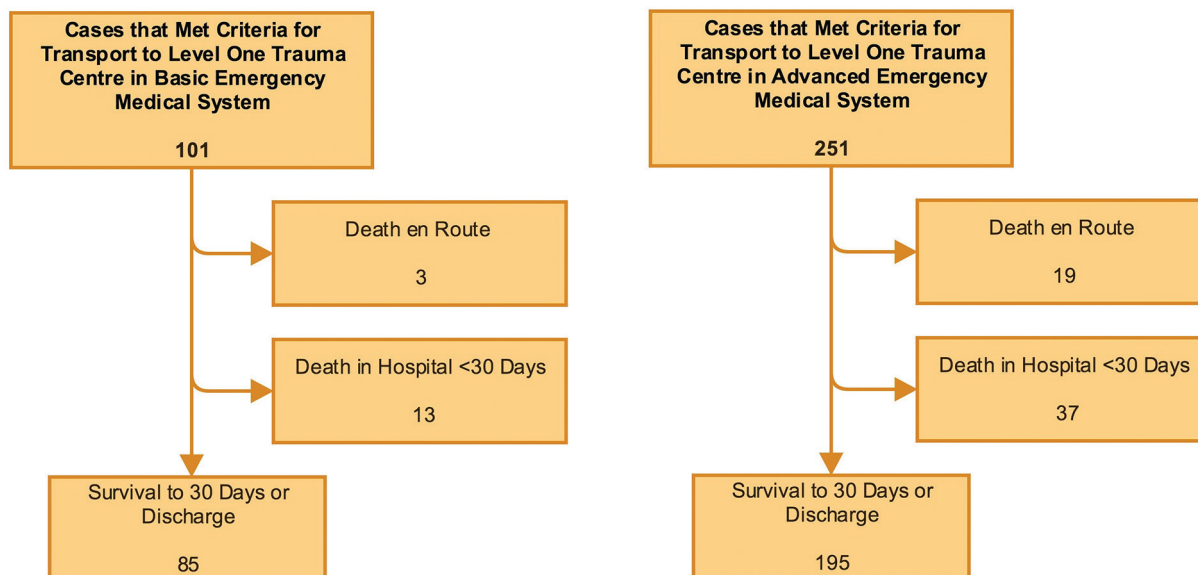 Cases that Met Criteria for
Transport to Level One Trauma
Centre in Basic Emergency
Medical System
101
Death en Route
3
Death in Hospital <30 Days
13
Survival to 30 Days or
Discharge
85
Cases that Met Criteria for
Transport to Level One Trauma
Centre in Advanced Emergency
Medical System
251
Death en Route
19
Death in Hospital <30 Days
37
Survival to 30 Days or
Discharge
195